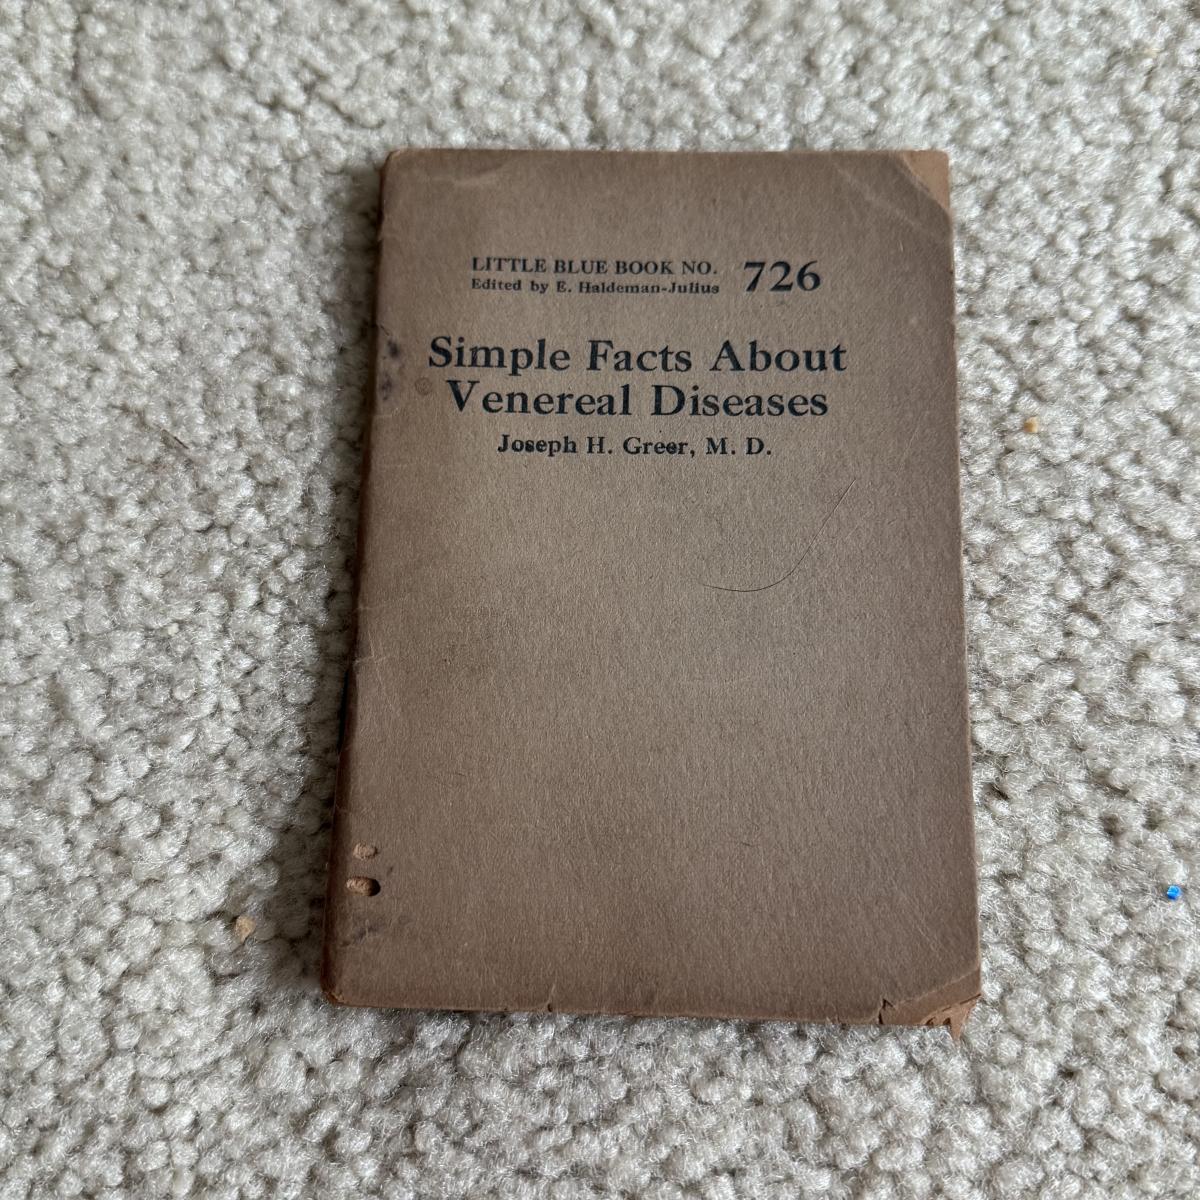 LITTLE BLUE BOOK NO. 726
Edited by E. Haldeman-Julius
Simple Facts About
Venereal Diseases
Joseph H. Greer, M. D.